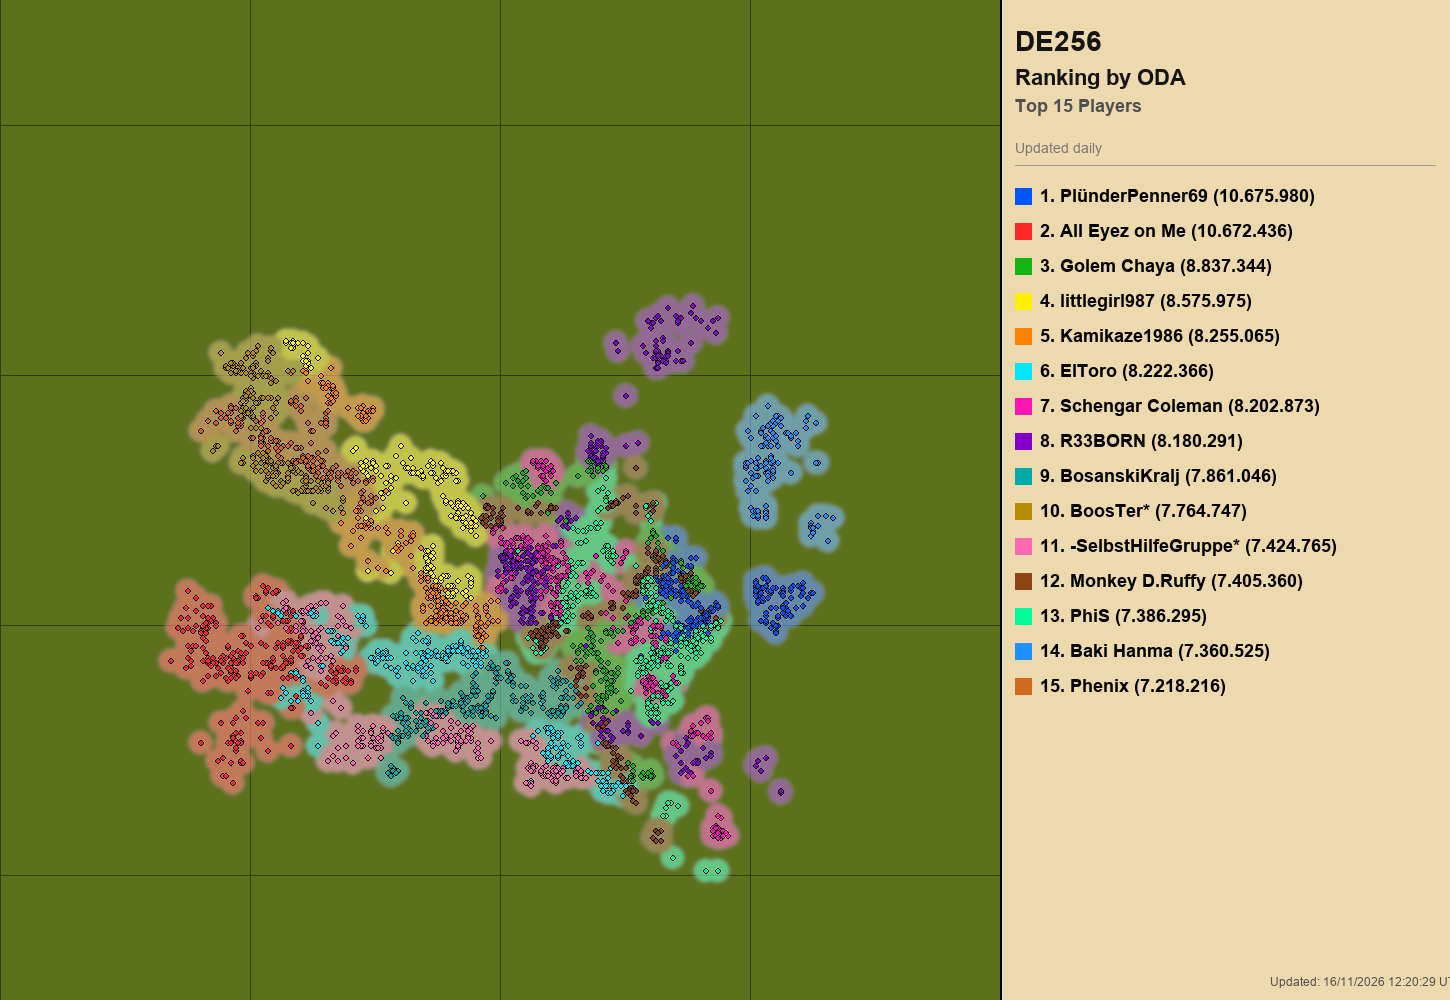 DE256
Ranking by ODA
Top 15 Players
Updated daily
1. PlünderPenner69 (10.675.980)
2. All Eyez on Me (10.672.436)
3. Golem Chaya (8.837.344)
4. littlegirl987 (8.575.975)
5. Kamikaze1986 (8.255.065)
6. ElToro (8.222.366)
7. Schengar Coleman (8.202.873)
8. R33BORN (8.180.291)
9. BosanskiKralj (7.861.046)
10. BoosTer* (7.764.747)
11. -SelbstHilfeGruppe* (7.424.765)
12. Monkey D.Ruffy (7.405.360)
13. PhiS (7.386.295)
14. Baki Hanma (7.360.525)
15. Phenix (7.218.216)
Updated: 16/11/2026 12:20:29